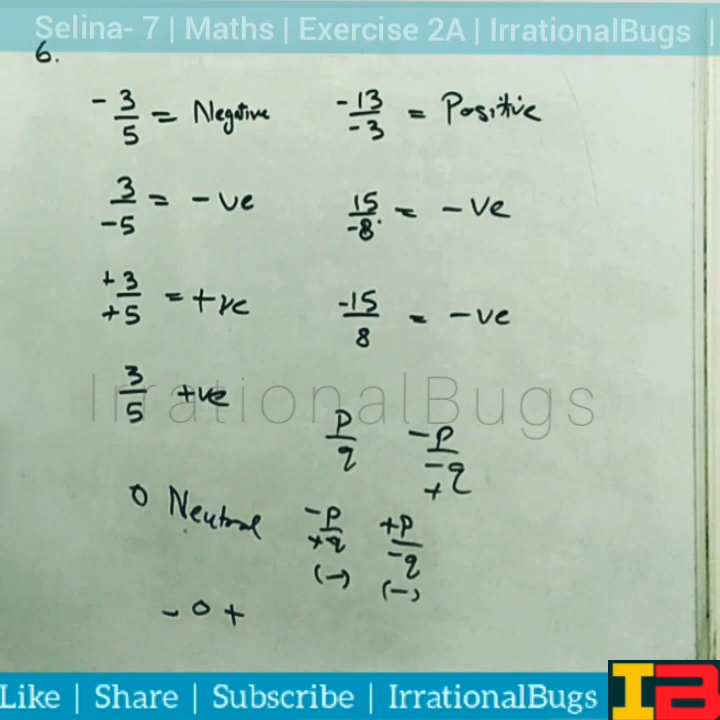 Selina- 7 | Maths | Exercise 2A | IrrationalBugs |
6.
-3/5 = Negative
-13/-3 = Positive
3/-5 = -ve
15/-8 = -ve
+3/+5 = +ve
-15/8 = -ve
3/5 +ve
IrrationalBugs
p/q
-p/-+q
0 Neutral
-p/+q
(-)
+p/-q
(-)
- 0 +
Like | Share | Subscribe | IrrationalBugs
IB